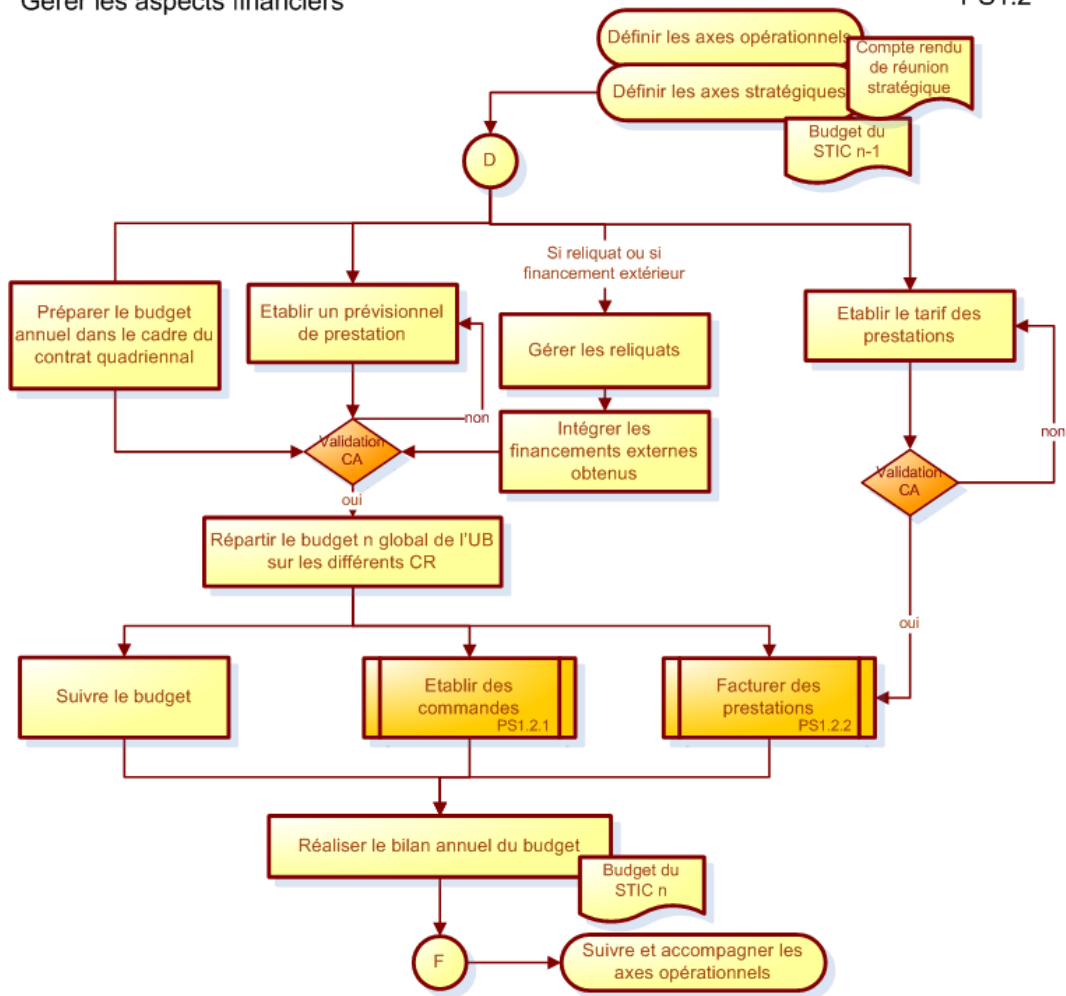 Gérer les aspects financiers
PS1.2
Définir les axes opérationnels
Compte rendu
de réunion
stratégique
Définir les axes stratégiques
Budget du
STIC n-1
D
Si reliquat ou si
financement extérieur
Préparer le budget
annuel dans le cadre du
contrat quadriennal
Etablir un prévisionnel
de prestation
Gérer les reliquats
Etablir le tarif des
prestations
non
Intégrer les
financements externes
obtenus
Validation
CA
non
Validation
CA
oui
Répartir le budget n global de l'UB
sur les différents CR
oui
Suivre le budget
Etablir des
commandes
PS1.2.1
Facturer des
prestations
PS1.2.2
Réaliser le bilan annuel du budget
Budget du
STIC n
F
Suivre et accompagner les
axes opérationnels